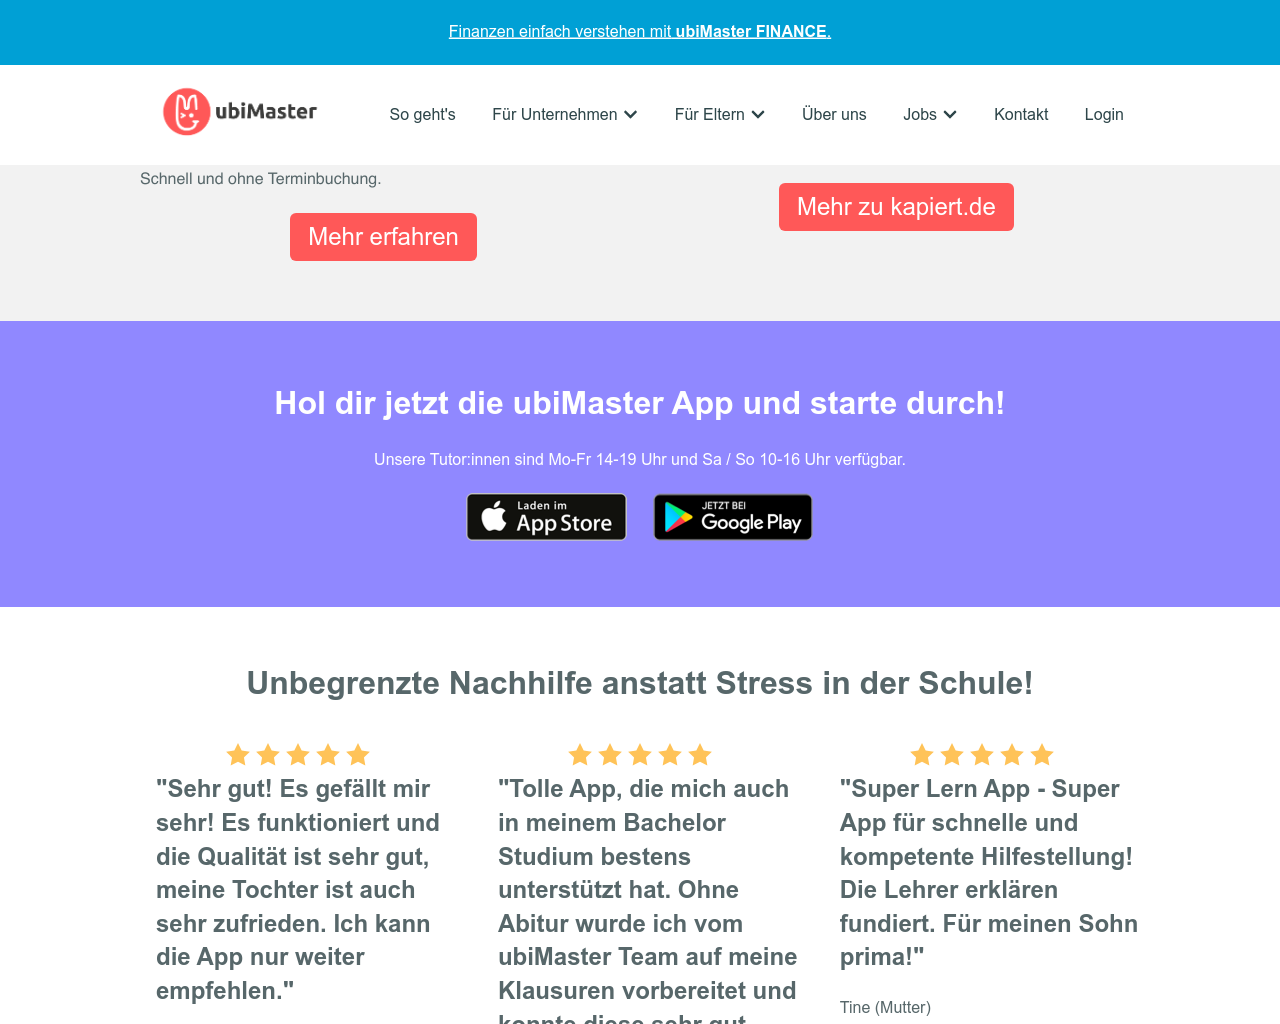 Finanzen einfach verstehen mit ubiMaster FINANCE.
ubiMaster
So geht's
Für Unternehmen
Für Eltern
Über uns
Jobs
Kontakt
Login
Schnell und ohne Terminbuchung.
Mehr erfahren
Mehr zu kapiert.de
Hol dir jetzt die ubiMaster App und starte durch!
Unsere Tutor:innen sind Mo-Fr 14-19 Uhr und Sa / So 10-16 Uhr verfügbar.
Laden im
App Store
JETZT BEI
Google Play
Unbegrenzte Nachhilfe anstatt Stress in der Schule!
"Sehr gut! Es gefällt mir
sehr! Es funktioniert und
die Qualität ist sehr gut,
meine Tochter ist auch
sehr zufrieden. Ich kann
die App nur weiter
empfehlen."
"Tolle App, die mich auch
in meinem Bachelor
Studium bestens
unterstützt hat. Ohne
Abitur wurde ich vom
ubiMaster Team auf meine
Klausuren vorbereitet und
konnte diese sehr gut
"Super Lern App - Super
App für schnelle und
kompetente Hilfestellung!
Die Lehrer erklären
fundiert. Für meinen Sohn
prima!"
Tine (Mutter)